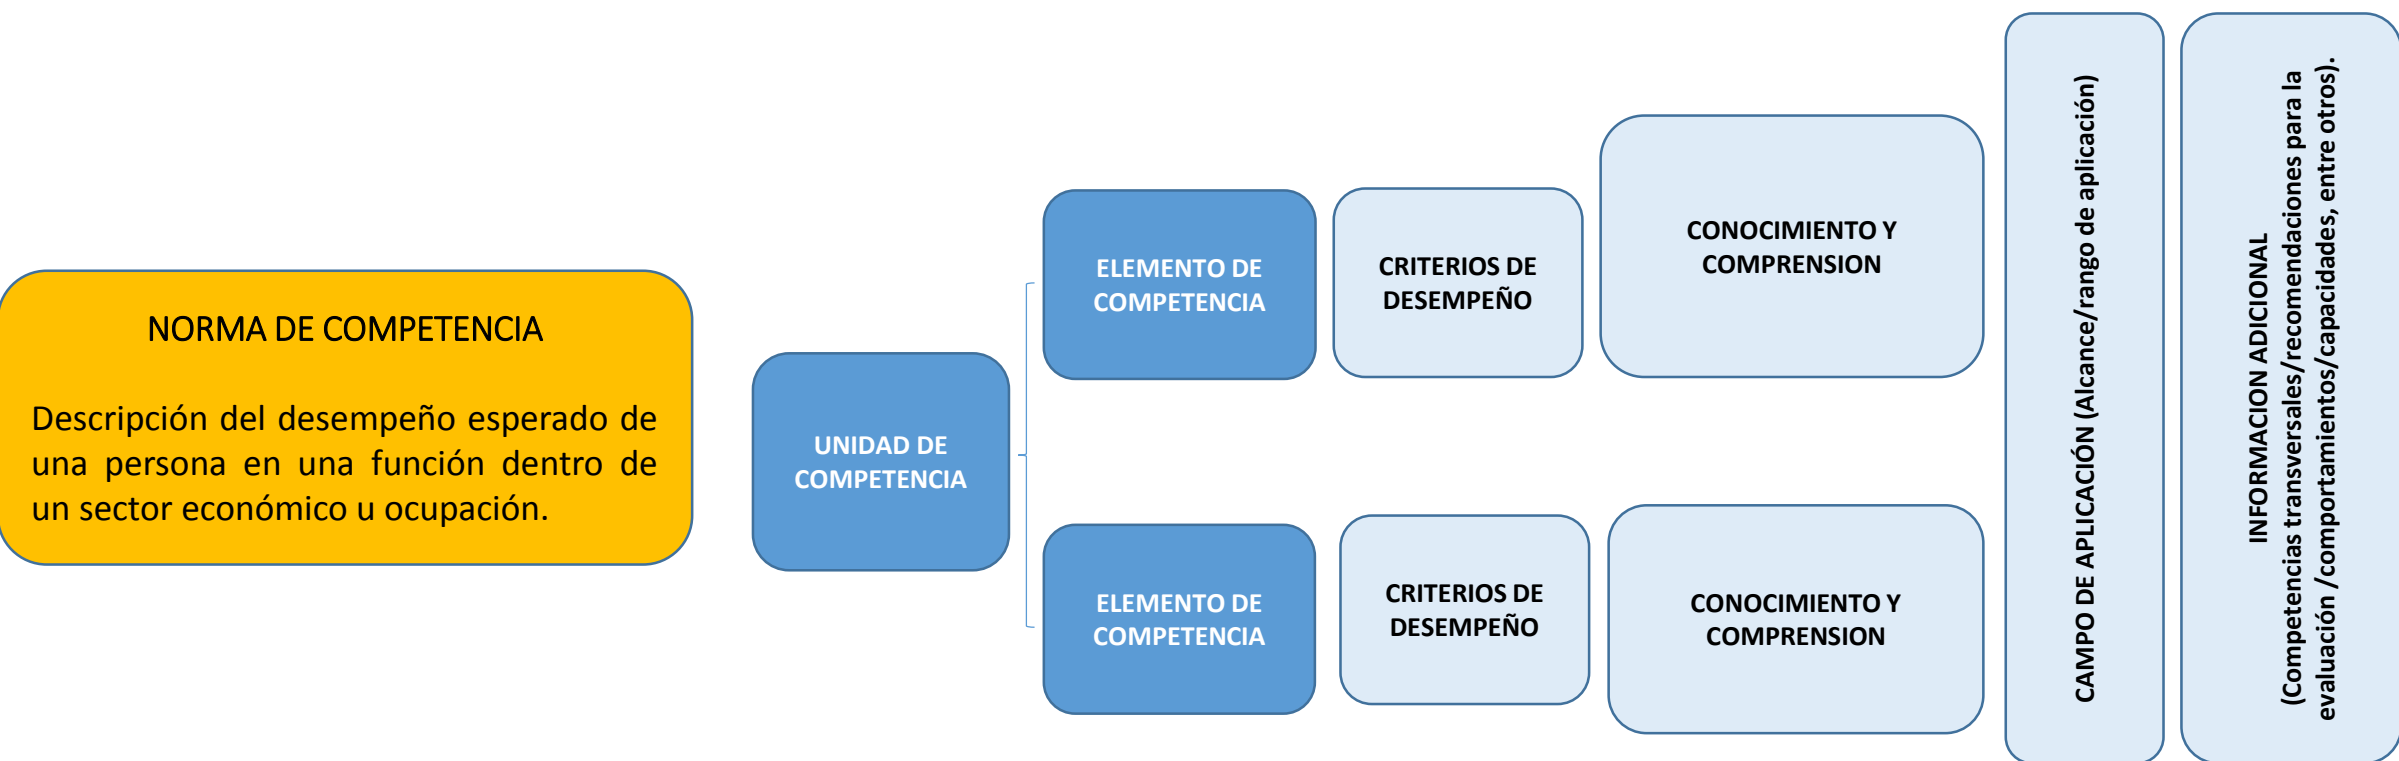 NORMA DE COMPETENCIA
Descripción del desempeño esperado de
una persona en una función dentro de
un sector económico u ocupación.
UNIDAD DE
COMPETENCIA
ELEMENTO DE
COMPETENCIA
CRITERIOS DE
DESEMPEÑO
CONOCIMIENTO Y
COMPRENSION
ELEMENTO DE
COMPETENCIA
CRITERIOS DE
DESEMPEÑO
CONOCIMIENTO Y
COMPRENSION
CAMPO DE APLICACIÓN (Alcance/rango de aplicación)
INFORMACION ADICIONAL
(Competencias transversales/recomendaciones para la
evaluación /comportamientos/capacidades, entre otros).